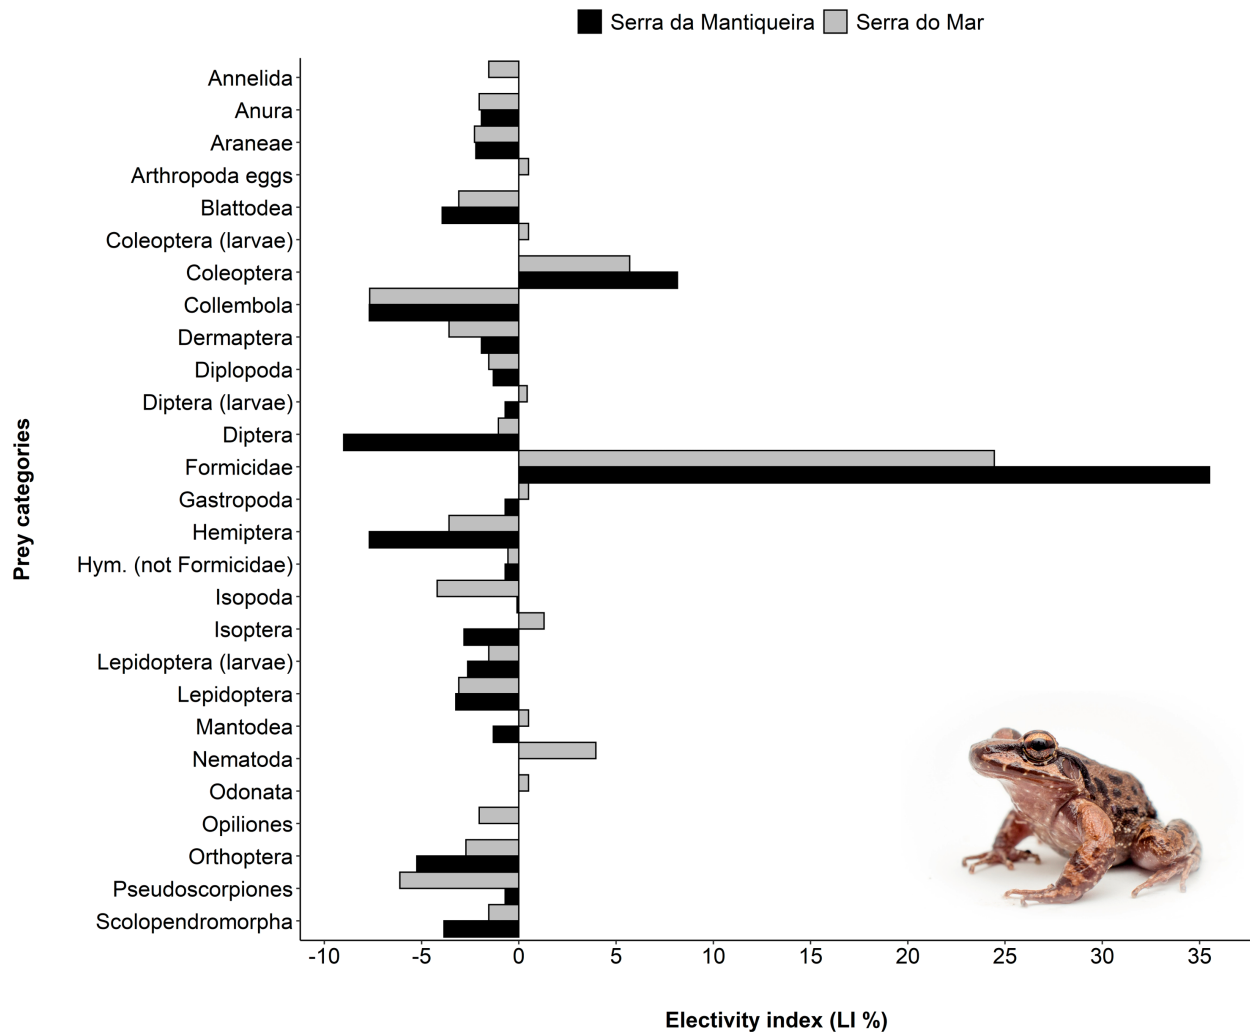 Serra da Mantiqueira Serra do Mar
Annelida
Anura
Araneae
Arthropoda eggs
Blattodea
Coleoptera (larvae)
Coleoptera
Collembola
Dermaptera
Diplopoda
Diptera (larvae)
Diptera
Formicidae
Gastropoda
Hemiptera
Hym. (not Formicidae)
Isopoda
Isoptera
Lepidoptera (larvae)
Lepidoptera
Mantodea
Nematoda
Odonata
Opiliones
Orthoptera
Pseudoscorpiones
Scolopendromorpha
Prey categories
-10 -5 0 5 10 15 20 25 30 35
Electivity index (LI %)